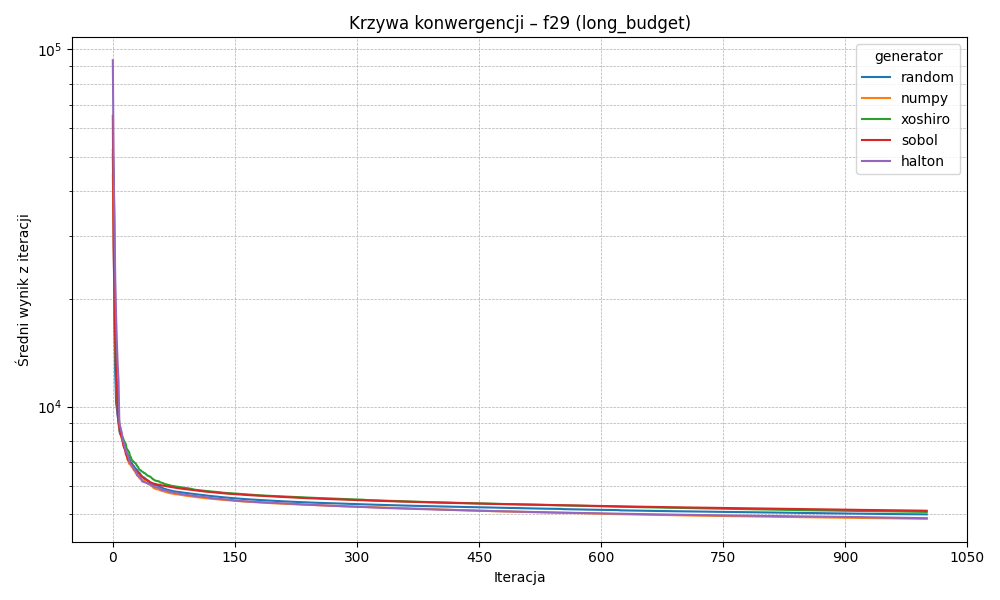 Krzywa konwergencji – f29 (long_budget)
10^5
10^4
Średni wynik z iteracji
generator
random
numpy
xoshiro
sobol
halton
0 150 300 450 600 750 900 1050
Iteracja